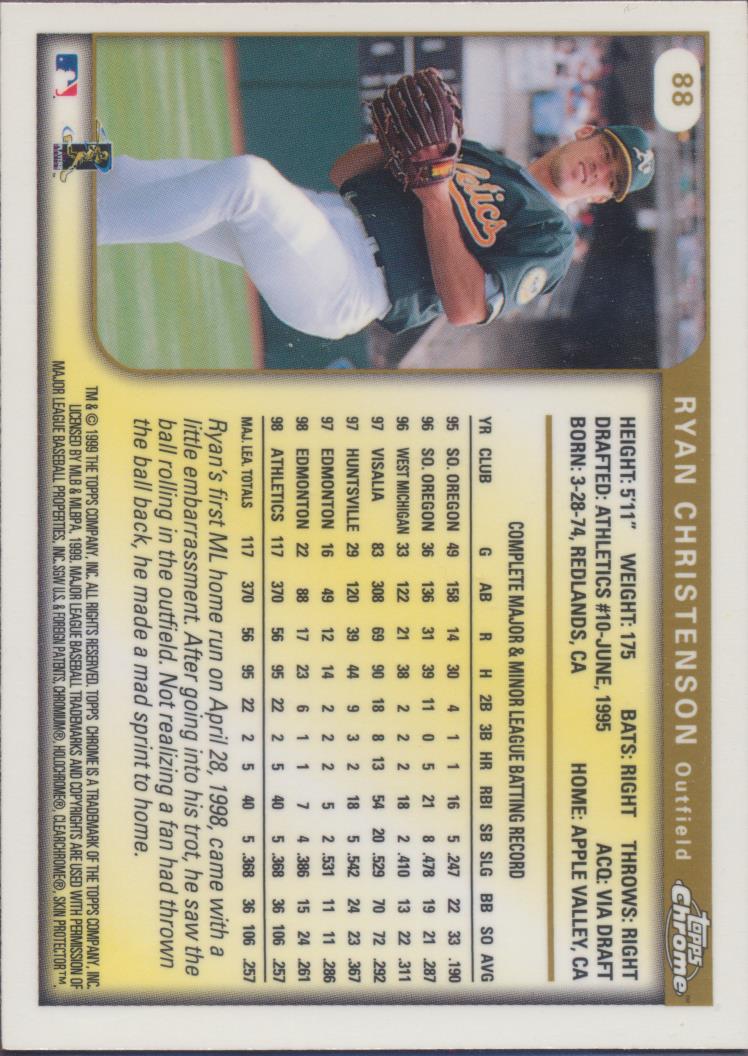 88
RYAN CHRISTENSON Outfield
topps Chrome™
HEIGHT: 5'11" WEIGHT: 175 BATS: RIGHT THROWS: RIGHT
DRAFTED: ATHLETICS #10-JUNE, 1995 ACQ: VIA DRAFT
BORN: 3-28-74, REDLANDS, CA HOME: APPLE VALLEY, CA
COMPLETE MAJOR & MINOR LEAGUE BATTING RECORD
YR CLUB G AB R H 2B 3B HR RBI SB SLG BB SO AVG
95 SO. OREGON 49 158 14 30 4 1 1 16 5 .247 22 33 .190
96 SO. OREGON 36 136 31 39 11 0 5 21 8 .478 19 21 .287
96 WEST MICHIGAN 33 122 21 38 2 2 2 18 2 .410 13 22 .311
97 VISALIA 83 308 69 90 18 8 13 54 20 .529 70 72 .292
97 HUNTSVILLE 29 120 39 44 9 3 2 18 5 .542 24 23 .367
97 EDMONTON 16 49 12 14 2 2 2 5 2 .531 11 11 .286
98 EDMONTON 22 88 17 23 6 1 1 7 4 .386 15 24 .261
98 ATHLETICS 117 370 56 95 22 2 5 40 5 .368 36 106 .257
MAJ. LEA. TOTALS 117 370 56 95 22 2 5 40 5 .368 36 106 .257
Ryan's first ML home run on April 28, 1998, came with a
little embarrassment. After going into his trot, he saw the
ball rolling in the outfield. Not realizing a fan had thrown
the ball back, he made a mad sprint to home.
TM & © 1999 THE TOPPS COMPANY, INC. ALL RIGHTS RESERVED. TOPPS CHROME IS A TRADEMARK OF THE TOPPS COMPANY, INC.
LICENSED BY MLB & MLBPA, 1999. MAJOR LEAGUE BASEBALL TRADEMARKS AND COPYRIGHTS ARE USED WITH PERMISSION OF
MAJOR LEAGUE BASEBALL PROPERTIES, INC. SGW U.S. & FOREIGN PATENTS, CHROMIUM®, HOLOCHROME®, CLEARCHROME®, SKIN PROTECTOR™.
A's
letics